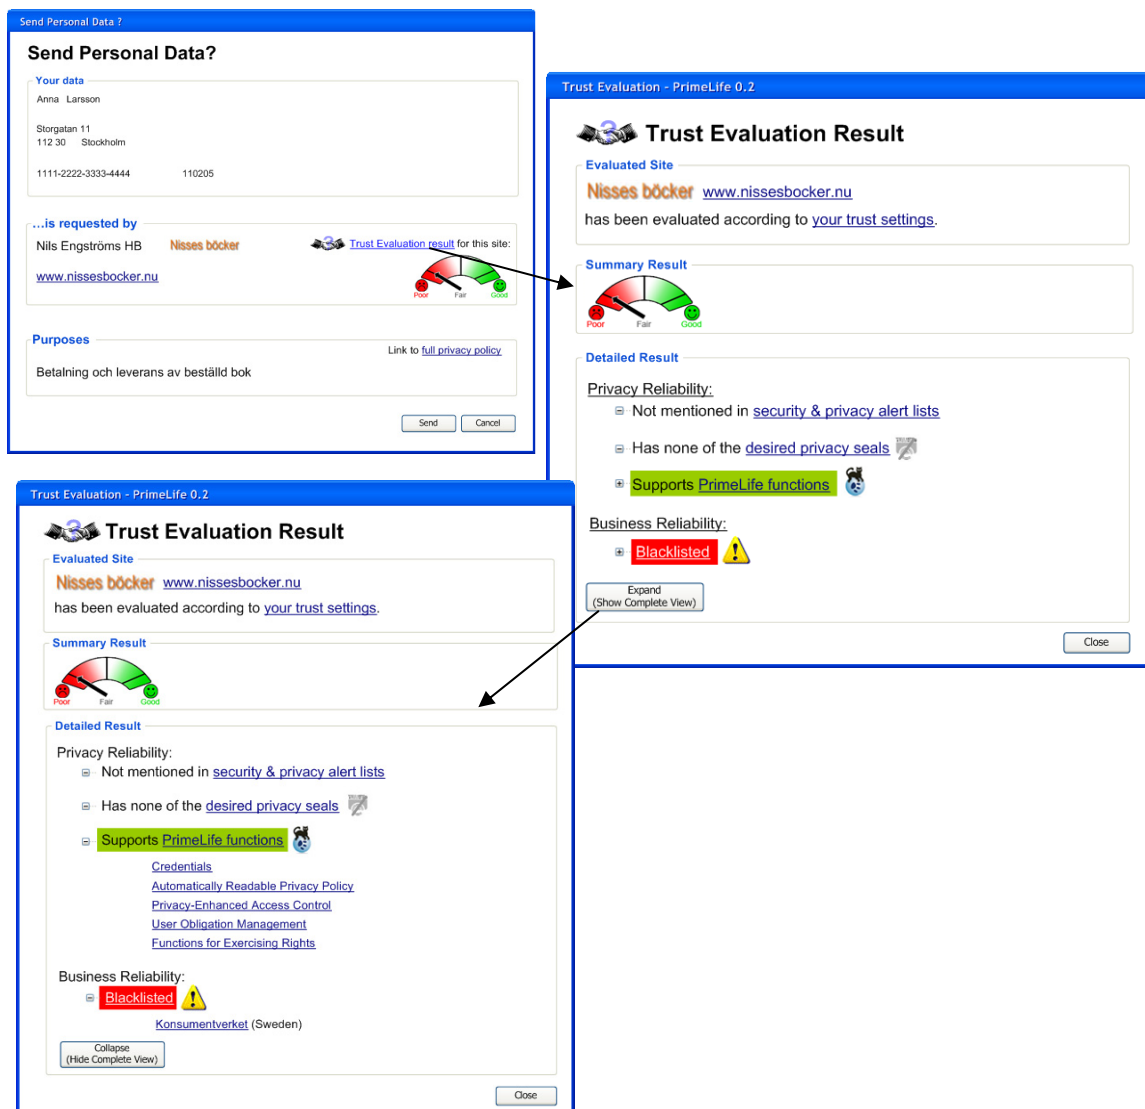 Send Personal Data ?
Send Personal Data?
Your data
Anna Larsson
Storgatan 11
112 30 Stockholm
1111-2222-3333-4444 110205
...is requested by
Nils Engströms HB Nisses böcker 3 Trust Evaluation result for this site:
www.nissesbocker.nu
Poor Fair Good
Purposes
Link to full privacy policy
Betalning och leverans av beställd bok
Send Cancel
Trust Evaluation - PrimeLife 0.2
3 Trust Evaluation Result
Evaluated Site
Nisses böcker www.nissesbocker.nu
has been evaluated according to your trust settings.
Summary Result
Poor Fair Good
Detailed Result
Privacy Reliability:
Not mentioned in security & privacy alert lists
Has none of the desired privacy seals
Supports PrimeLife functions
Business Reliability:
Blacklisted
Expand
(Show Complete View)
Close
Trust Evaluation - PrimeLife 0.2
3 Trust Evaluation Result
Evaluated Site
Nisses böcker www.nissesbocker.nu
has been evaluated according to your trust settings.
Summary Result
Poor Fair Good
Detailed Result
Privacy Reliability:
Not mentioned in security & privacy alert lists
Has none of the desired privacy seals
Supports PrimeLife functions
Credentials
Automatically Readable Privacy Policy
Privacy-Enhanced Access Control
User Obligation Management
Functions for Exercising Rights
Business Reliability:
Blacklisted
Konsumentverket (Sweden)
Collapse
(Hide Complete View)
Close